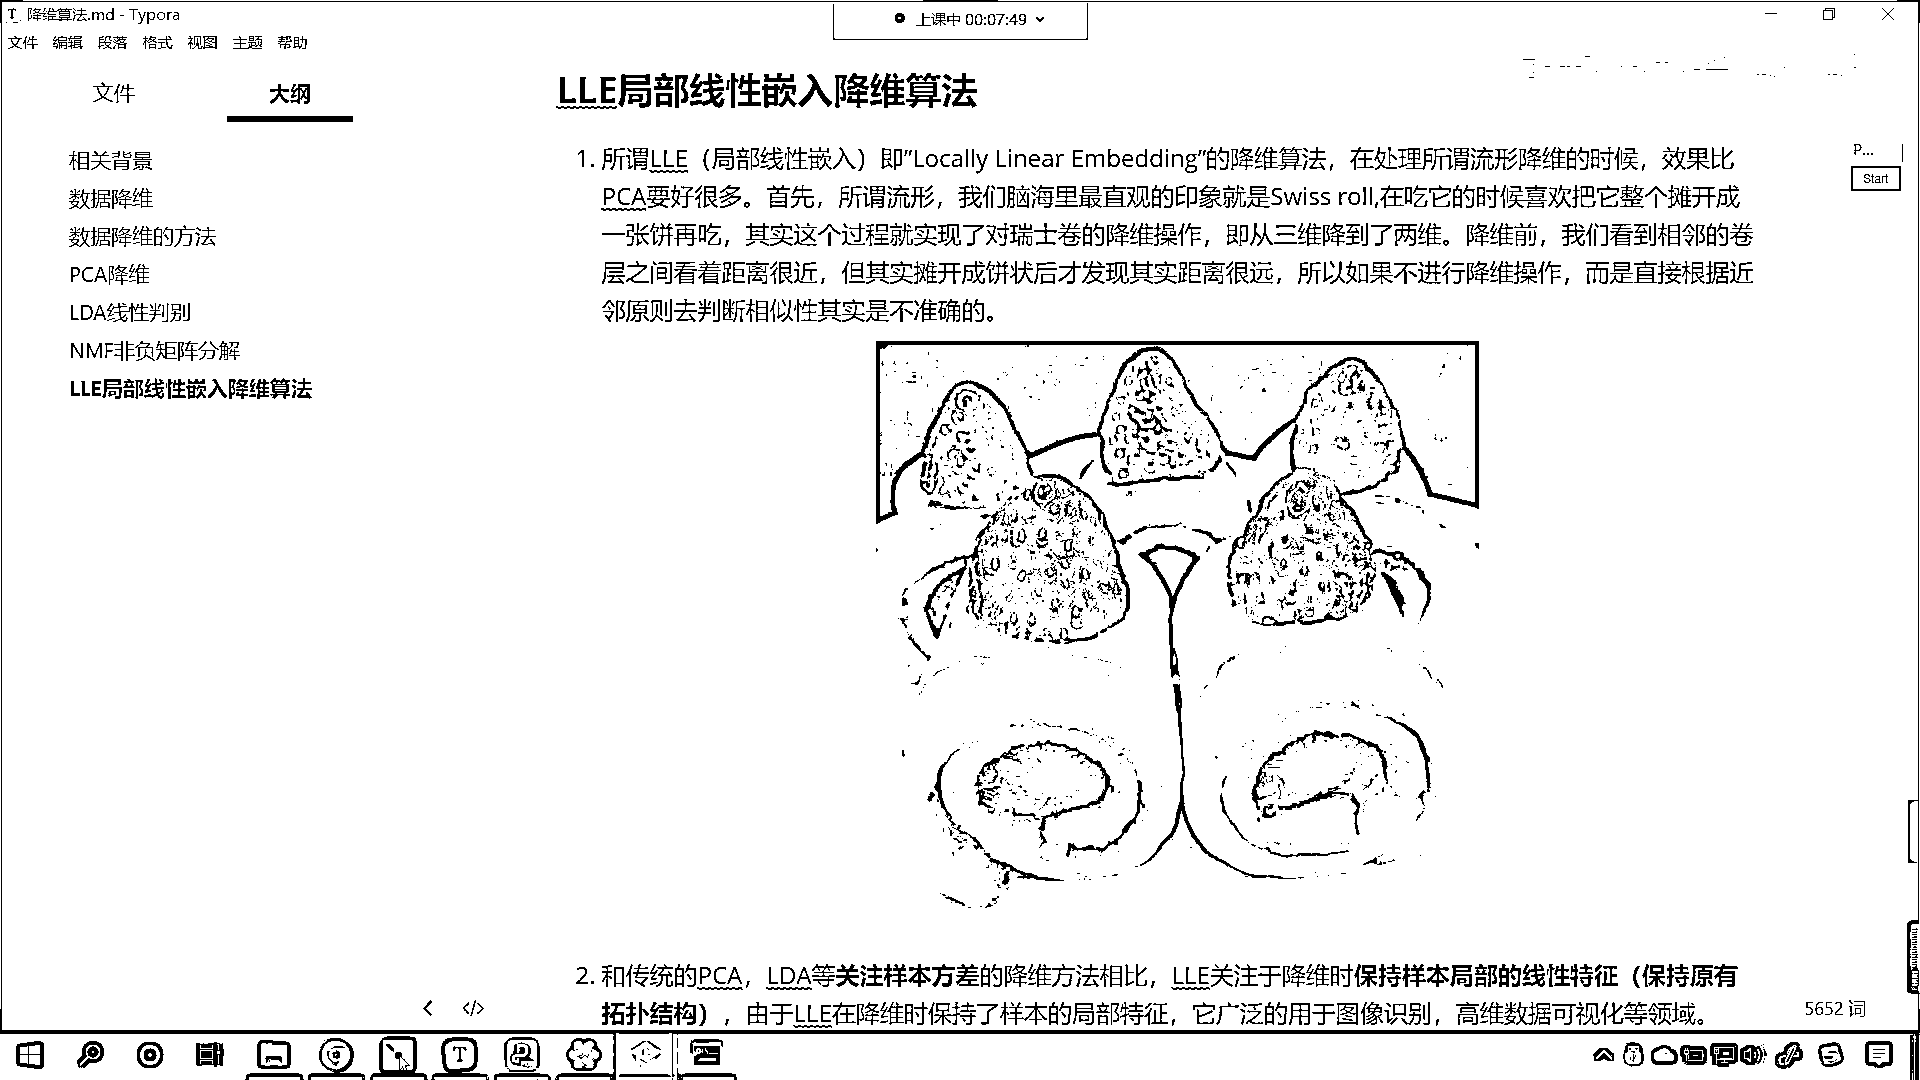 降维算法.md - Typora
上课中 00:07:49
文件 编辑 段落 格式 视图 主题 帮助
文件 大纲
相关背景
数据降维
数据降维的方法
PCA降维
LDA线性判别
NMF非负矩阵分解
LLE局部线性嵌入降维算法
LLE局部线性嵌入降维算法
1. 所谓LLE（局部线性嵌入）即"Locally Linear Embedding"的降维算法，在处理所谓流形降维的时候，效果比
PCA要好很多。首先，所谓流形，我们脑海里最直观的印象就是Swiss roll,在吃它的时候喜欢把它整个摊开成
一张饼再吃，其实这个过程就实现了对瑞士卷的降维操作，即从三维降到了两维。降维前，我们看到相邻的卷
层之间看着距离很近，但其实摊开成饼状后才发现其实距离很远，所以如果不进行降维操作，而是直接根据近
邻原则去判断相似性其实是不准确的。
P...
Start
2. 和传统的PCA，LDA等关注样本方差的降维方法相比，LLE关注于降维时保持样本局部的线性特征（保持原有
拓扑结构），由于LLE在降维时保持了样本的局部特征，它广泛的用于图像识别，高维数据可视化等领域。
5652 词